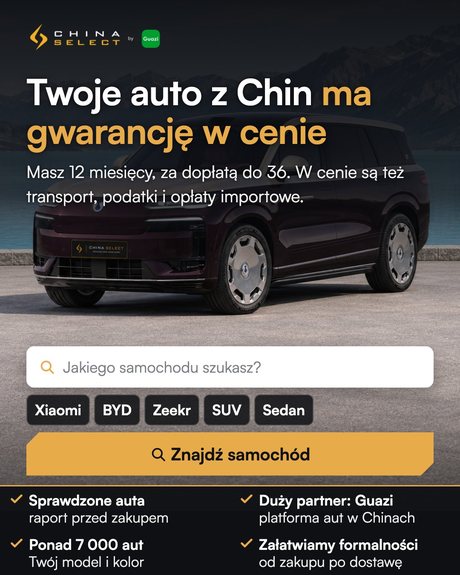 CHINA
SELECT by Guazi
Twoje auto z Chin ma
gwarancję w cenie
Masz 12 miesięcy, za dopłatą do 36. W cenie są też
transport, podatki i opłaty importowe.
CHINA SELECT
Jakiego samochodu szukasz?
Xiaomi BYD Zeekr SUV Sedan
Znajdź samochód
Sprawdzone auta
raport przed zakupem
Duży partner: Guazi
platforma aut w Chinach
Ponad 7 000 aut
Twój model i kolor
Załatwiamy formalności
od zakupu po dostawę